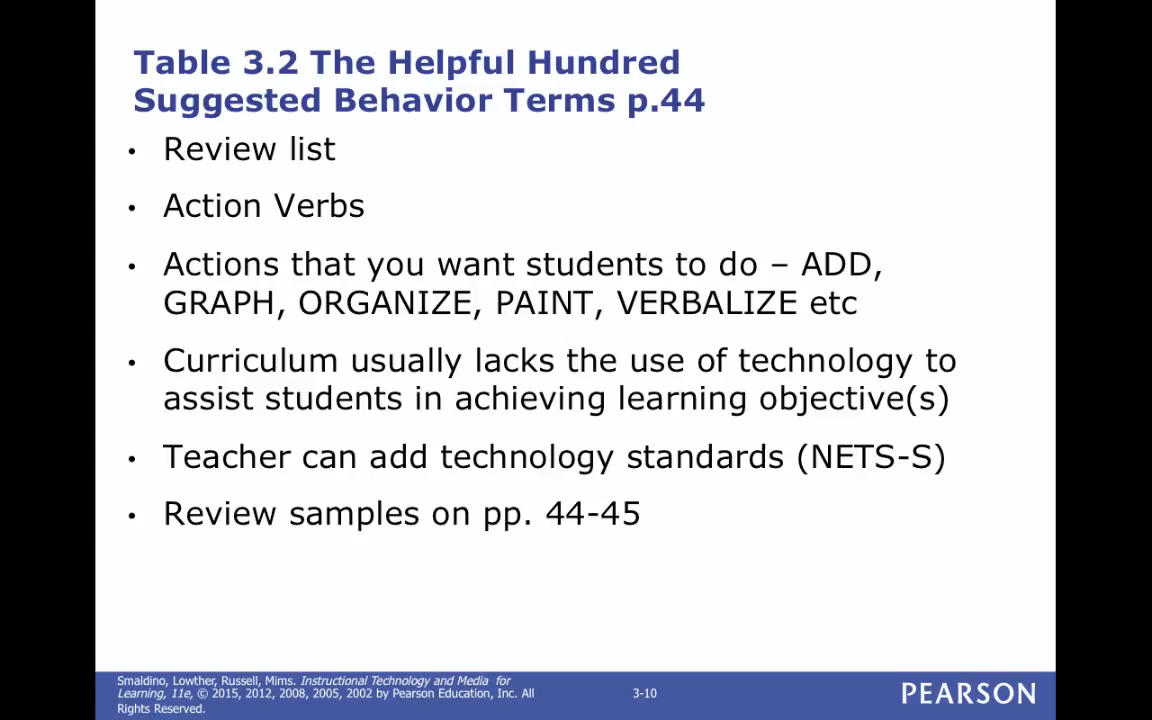 Table 3.2 The Helpful Hundred
Suggested Behavior Terms p.44
• Review list
• Action Verbs
• Actions that you want students to do – ADD,
GRAPH, ORGANIZE, PAINT, VERBALIZE etc
• Curriculum usually lacks the use of technology to
assist students in achieving learning objective(s)
• Teacher can add technology standards (NETS-S)
• Review samples on pp. 44-45
Smaldino, Lowther, Russell, Mims. Instructional Technology and Media for
Learning, 11e, © 2015, 2012, 2008, 2005, 2002 by Pearson Education, Inc. All
Rights Reserved.
3-10
PEARSON